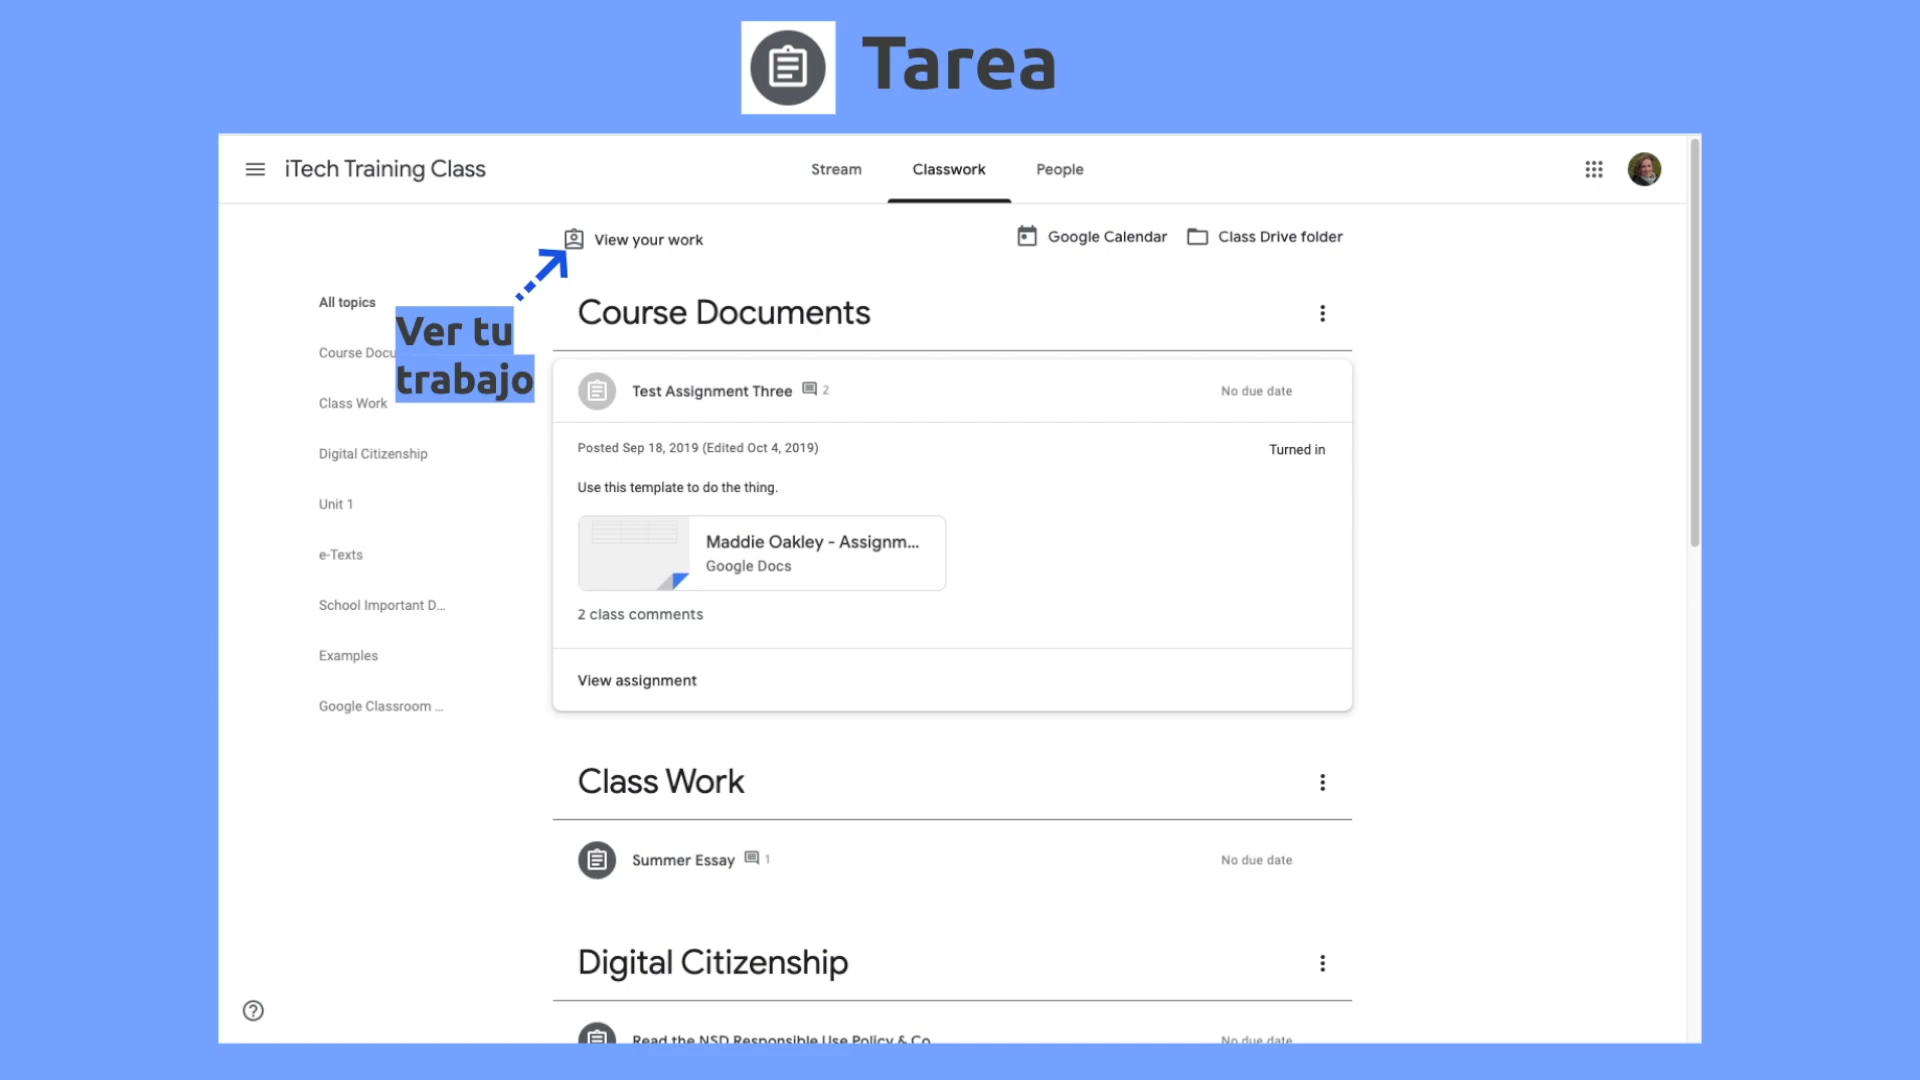 Tarea
iTech Training Class
Stream
Classwork
People
View your work
Google Calendar
Class Drive folder
Ver tu
trabajo
All topics
Course Docu
Class Work
Digital Citizenship
Unit 1
e-Texts
School Important D...
Examples
Google Classroom ...
Course Documents
Test Assignment Three
2
No due date
Posted Sep 18, 2019 (Edited Oct 4, 2019)
Turned in
Use this template to do the thing.
Maddie Oakley - Assignm...
Google Docs
2 class comments
View assignment
Class Work
Summer Essay
1
No due date
Digital Citizenship
Read the NSD Responsible Use Policy & Co
No due date